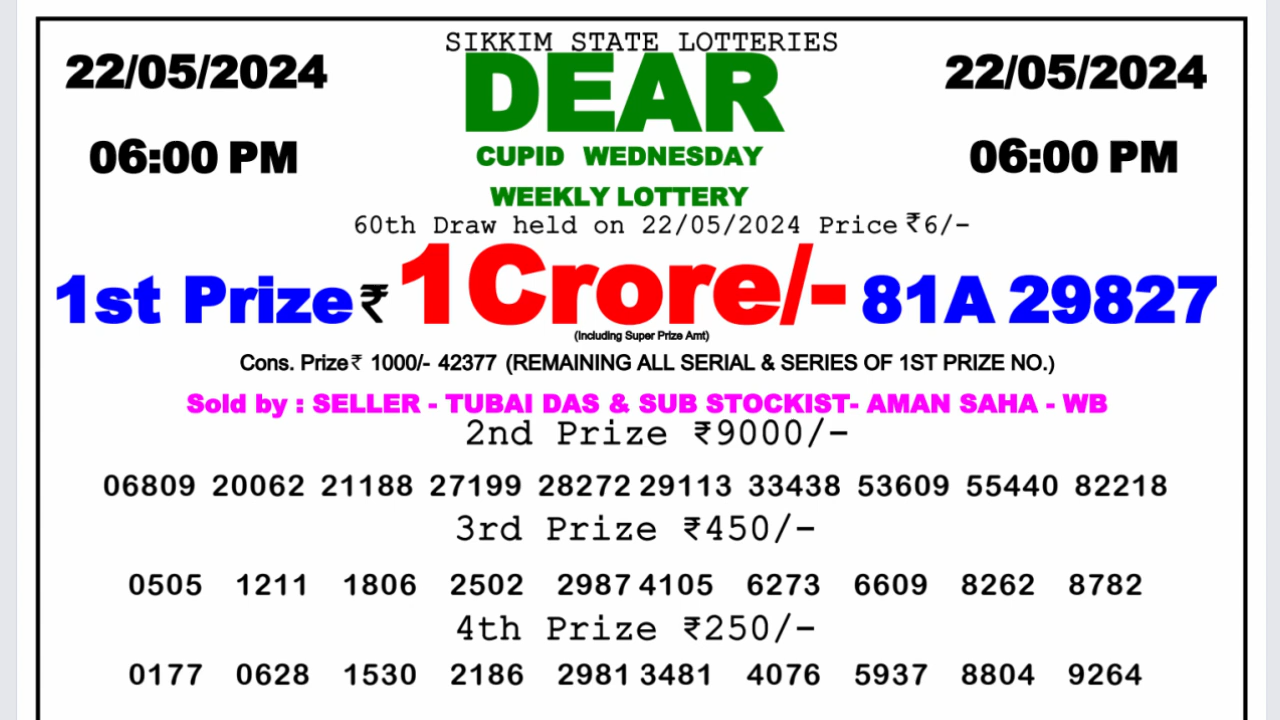 SIKKIM STATE LOTTERIES
22/05/2024 DEAR 22/05/2024
06:00 PM CUPID WEDNESDAY 06:00 PM
WEEKLY LOTTERY
60th Draw held on 22/05/2024 Price ₹6/-
1st Prize ₹ 1Crore/- 81A 29827
(Including Super Prize Amt)
Cons. Prize ₹ 1000/- 42377 (REMAINING ALL SERIAL & SERIES OF 1ST PRIZE NO.)
Sold by : SELLER - TUBAI DAS & SUB STOCKIST- AMAN SAHA - WB
2nd Prize ₹9000/-
06809 20062 21188 27199 28272 29113 33438 53609 55440 82218
3rd Prize ₹450/-
0505 1211 1806 2502 2987 4105 6273 6609 8262 8782
4th Prize ₹250/-
0177 0628 1530 2186 2981 3481 4076 5937 8804 9264